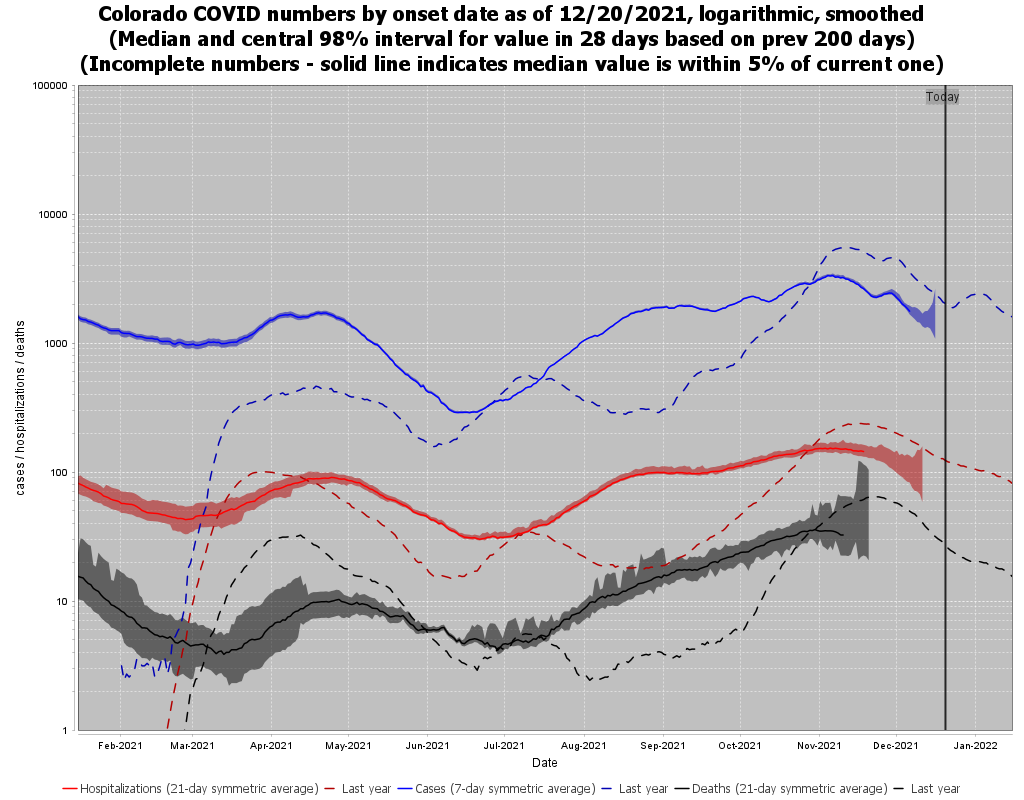 Colorado COVID numbers by onset date as of 12/20/2021, logarithmic, smoothed
(Median and central 98% interval for value in 28 days based on prev 200 days)
(Incomplete numbers - solid line indicates median value is within 5% of current one)
Today
100000
10000
1000
100
10
1
cases / hospitalizations / deaths
Feb-2021 Mar-2021 Apr-2021 May-2021 Jun-2021 Jul-2021 Aug-2021 Sep-2021 Oct-2021 Nov-2021 Dec-2021 Jan-2022
Date
Hospitalizations (21-day symmetric average) Last year Cases (7-day symmetric average) Last year Deaths (21-day symmetric average) Last year